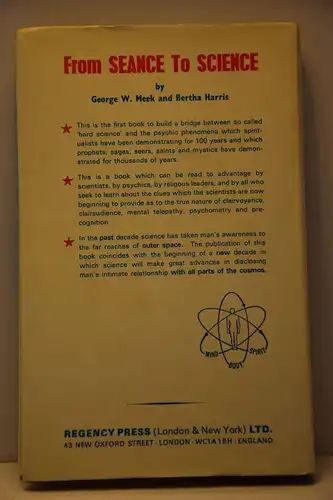 From SEANCE To SCIENCE
by
George W. Meek and Bertha Harris
★ This is the first book to build a bridge between so called
'hard science' and the psychic phenomena which spirit-
ualists have been demonstrating for 100 years and which
prophets, sages, seers, saints and mystics have demon-
strated for thousands of years.
★ This is a book which can be read to advantage by
scientists, by psychics, by religous leaders, and by all who
seek to learn about the clues which the scientists are now
beginning to provide as to the true nature of clairvoyance,
clairaudience, mental telepathy, psychometry and pre-
cognition.
★ In the past decade science has taken man's awareness to
the far reaches of outer space. The publication of this
book coincides with the beginning of a new decade in
which science will make great advances in disclosing
man's intimate relationship with all parts of the cosmos.
MIND BODY SPIRIT
REGENCY PRESS (London & New York) LTD.
43 NEW OXFORD STREET · LONDON · WC1A 1BH · ENGLAND